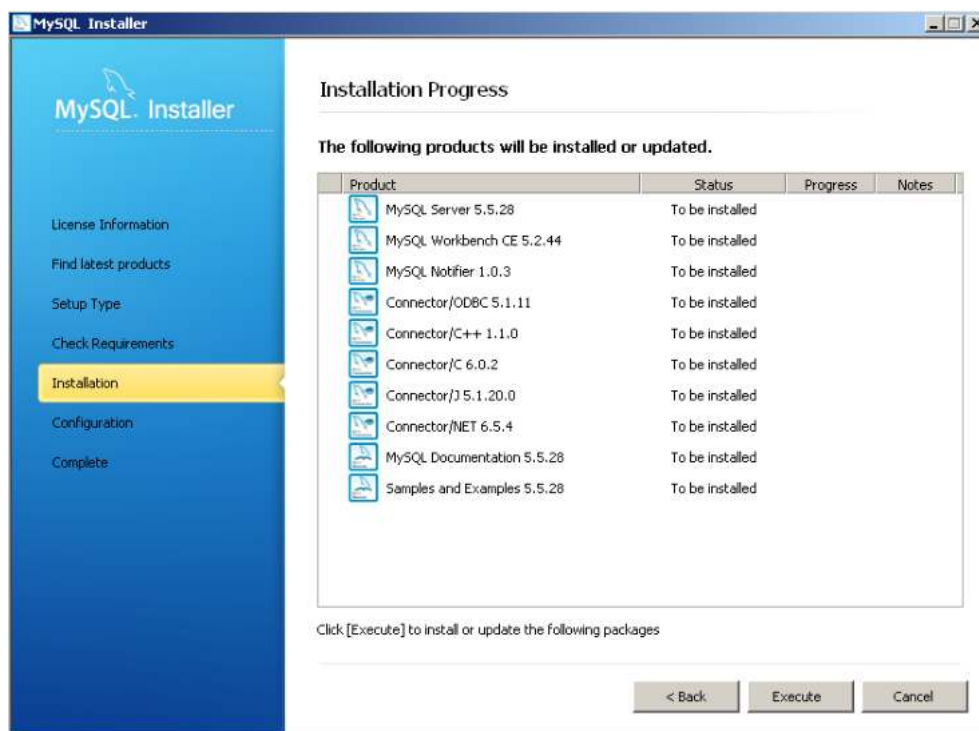 MySQL Installer
MySQL. Installer
License Information
Find latest products
Setup Type
Check Requirements
Installation
Configuration
Complete
Installation Progress
The following products will be installed or updated.
Product Status Progress Notes
MySQL Server 5.5.28 To be installed
MySQL Workbench CE 5.2.44 To be installed
MySQL Notifier 1.0.3 To be installed
Connector/ODBC 5.1.11 To be installed
Connector/C++ 1.1.0 To be installed
Connector/C 6.0.2 To be installed
Connector/J 5.1.20.0 To be installed
Connector/NET 6.5.4 To be installed
MySQL Documentation 5.5.28 To be installed
Samples and Examples 5.5.28 To be installed
Click [Execute] to install or update the following packages
< Back Execute Cancel